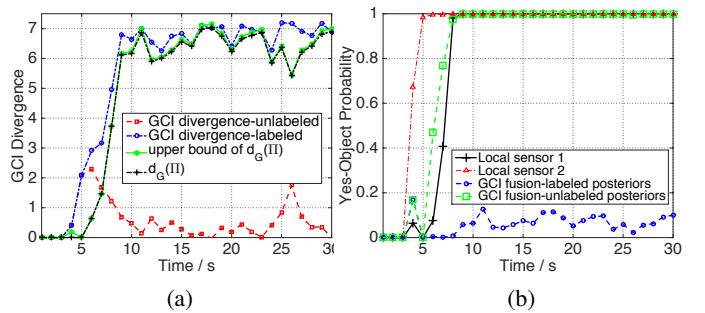 GCI Divergence
7
6
5
4
3
2
1
0
GCI divergence-unlabeled
GCI divergence-labeled
upper bound of d_G(Π)
d_G(Π)
5 10 15 20 25 30
Time / s
(a)
Yes-Object Probability
1
0.8
0.6
0.4
0.2
0
Local sensor 1
Local sensor 2
GCI fusion-labeled posteriors
GCI fusion-unlabeled posteriors
5 10 15 20 25 30
Time / s
(b)